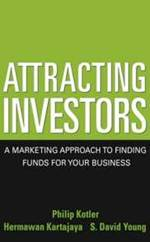 ATTRACTING
INVESTORS
A MARKETING APPROACH TO FINDING
FUNDS FOR YOUR BUSINESS
Philip Kotler
Hermawan Kartajaya S. David Young